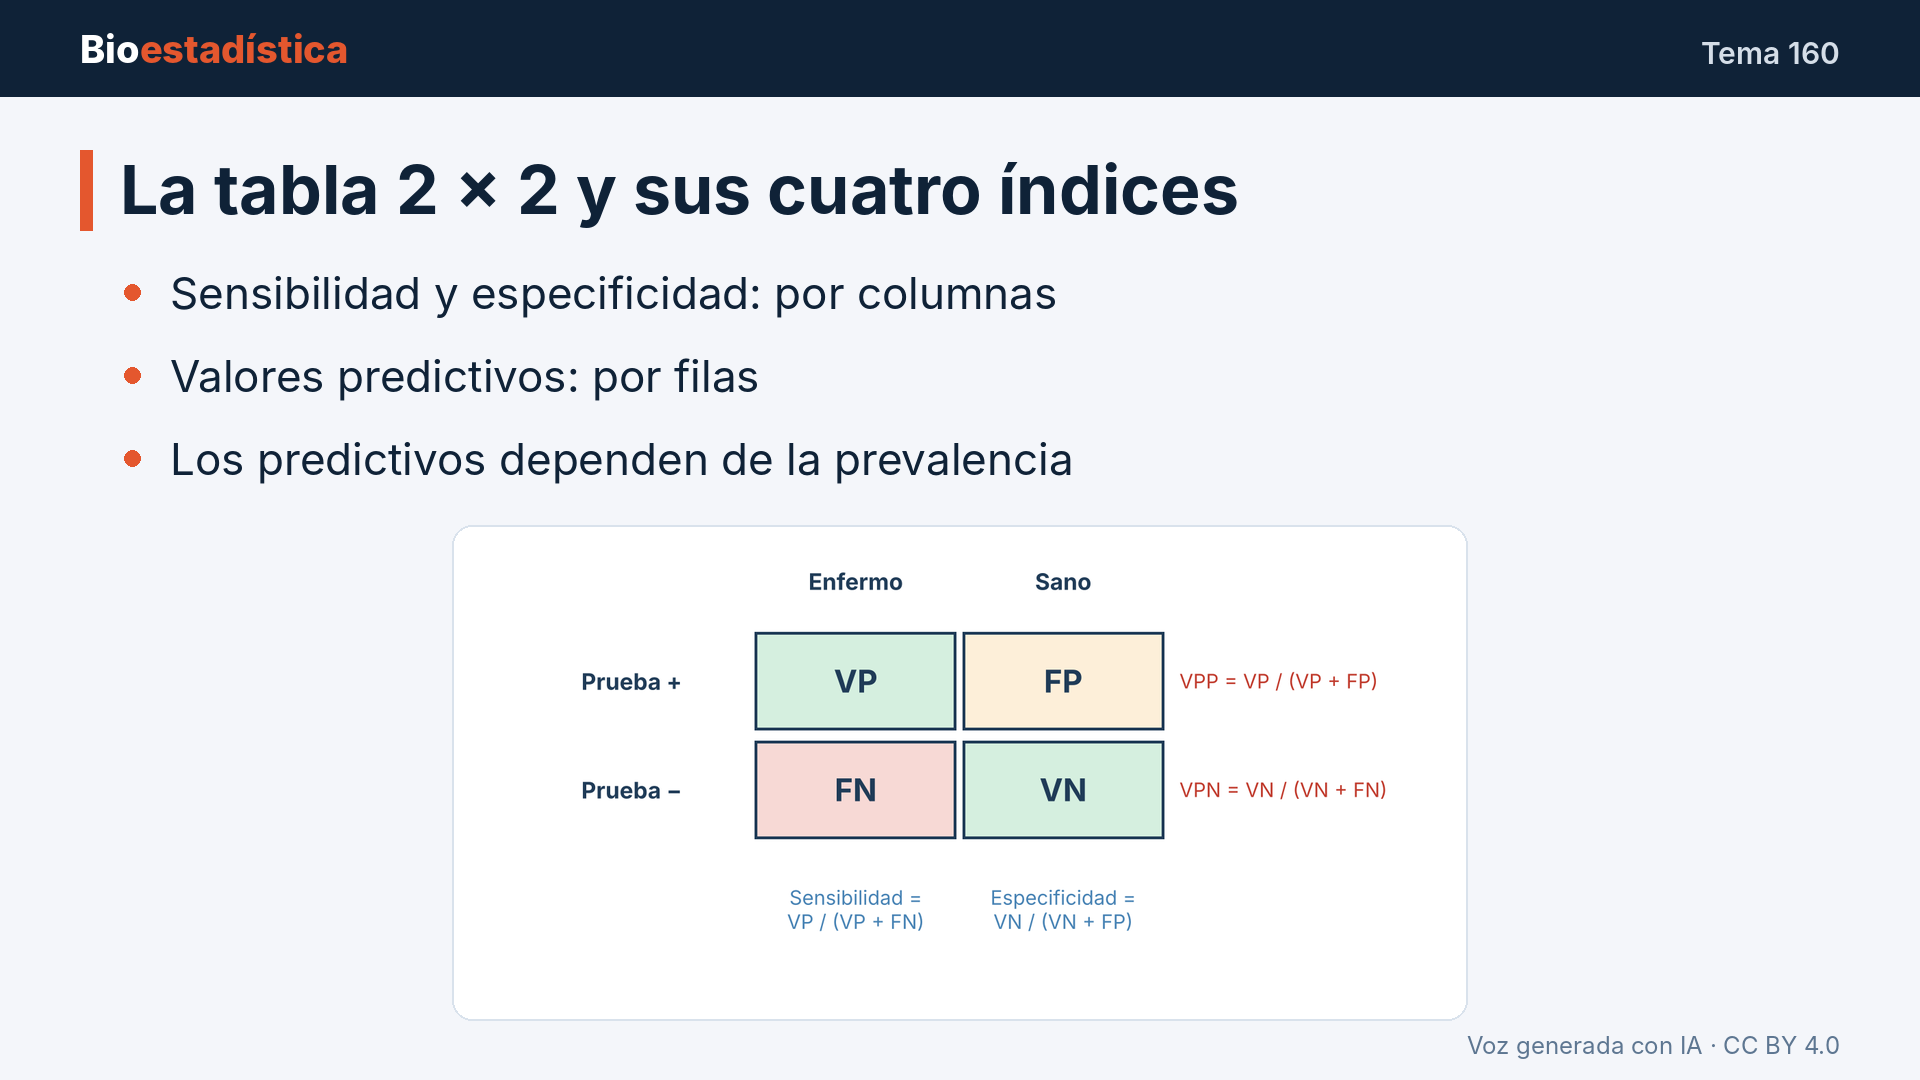 Bioestadística
Tema 160
La tabla 2 × 2 y sus cuatro índices
Sensibilidad y especificidad: por columnas
Valores predictivos: por filas
Los predictivos dependen de la prevalencia
Enfermo
Sano
Prueba +
VP
FP
VPP = VP / (VP + FP)
Prueba −
FN
VN
VPN = VN / (VN + FN)
Sensibilidad =
VP / (VP + FN)
Especificidad =
VN / (VN + FP)
Voz generada con IA · CC BY 4.0